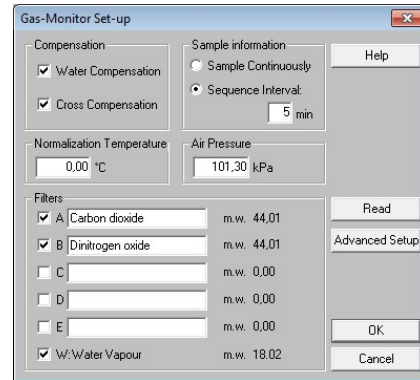 Gas-Monitor Set-up
Compensation
Water Compensation
Cross Compensation
Sample information
Sample Continuously
Sequence Interval:
5 min
Help
Normalization Temperature
0,00 °C
Air Pressure
101,30 kPa
Filters
A Carbon dioxide m.w. 44,01
B Dinitrogen oxide m.w. 44,01
C m.w. 0,00
D m.w. 0,00
E m.w. 0,00
W: Water Vapour m.w. 18.02
Read
Advanced Setup
OK
Cancel